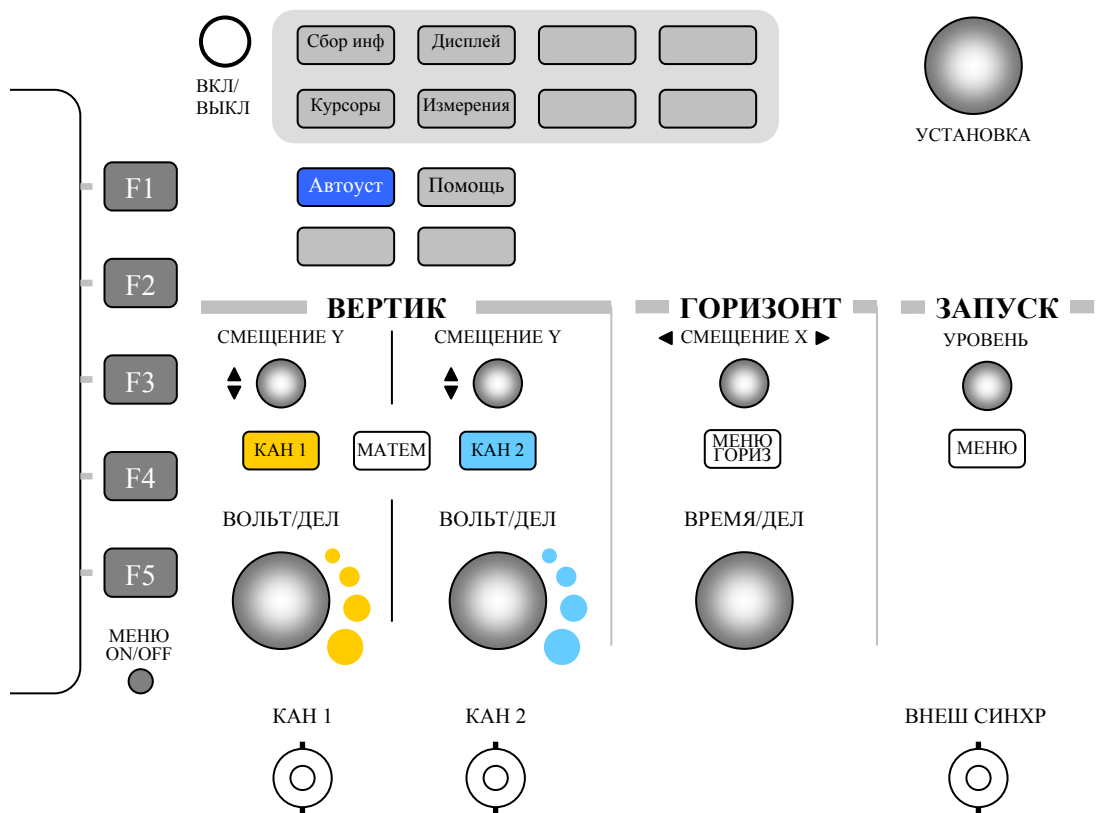 Сбор инф
Дисплей
ВКЛ/
ВЫКЛ
Курсоры
Измерения
УСТАНОВКА
F1
Автоуст
Помощь
F2
ВЕРТИК
ГОРИЗОНТ
ЗАПУСК
СМЕЩЕНИЕ Y
СМЕЩЕНИЕ Y
СМЕЩЕНИЕ X
УРОВЕНЬ
F3
КАН 1
МАТЕМ
КАН 2
МЕНЮ
ГОРИЗ
МЕНЮ
F4
ВОЛЬТ/ДЕЛ
ВОЛЬТ/ДЕЛ
ВРЕМЯ/ДЕЛ
F5
МЕНЮ
ON/OFF
КАН 1
КАН 2
ВНЕШ СИНХР